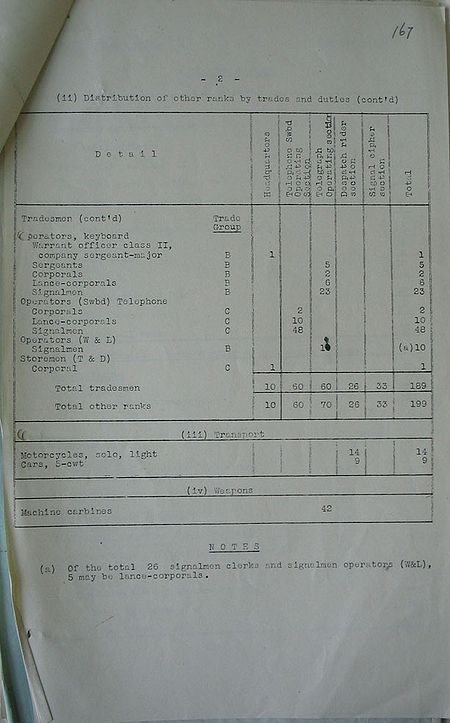 167
- 2 -
(ii) Distribution of other ranks by trades and duties (cont'd)
Detail
Headquarters
Telephone Swbd Operating Section
Telegraph Operating section
Despatch rider section
Signal cipher section
Total
Tradesmen (cont'd) Trade Group
Operators, keyboard
Warrant officer class II,
company sergeant-major B 1 1
Sergeants B 5 5
Corporals B 2 2
Lance-corporals B 6 6
Signalmen B 23 23
Operators (Swbd) Telephone
Corporals C 2 2
Lance-corporals C 10 10
Signalmen C 48 48
Operators (W & L)
Signalmen B (a)10
Storemen (T & D)
Corporal C 1 1
Total tradesmen 10 60 60 26 33 189
Total other ranks 10 60 70 26 33 199
(iii) Transport
Motorcycles, solo, light 14 14
Cars, 5-cwt 9 9
(iv) Weapons
Machine carbines 42
NOTES
(a) Of the total 26 signalmen clerks and signalmen operators (W&L),
5 may be lance-corporals.